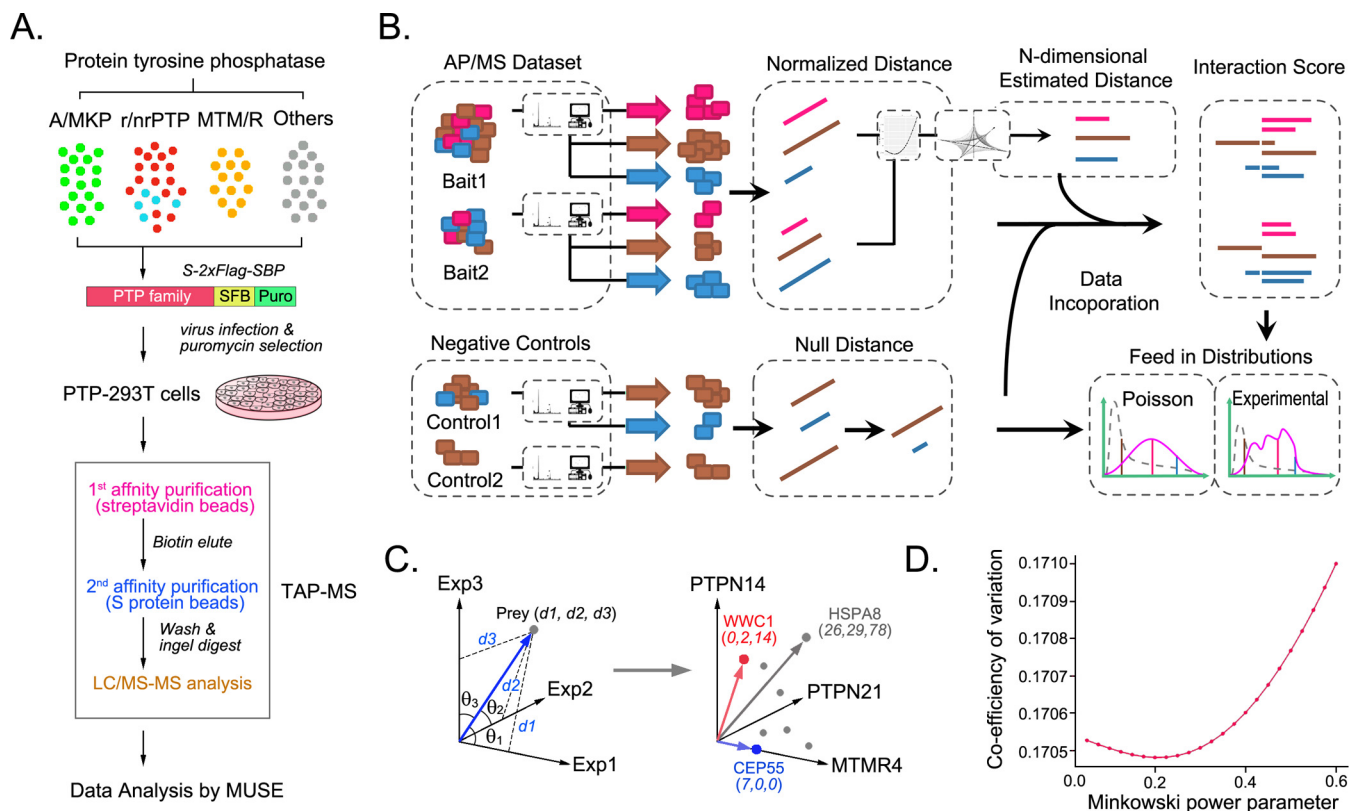 A.
Protein tyrosine phosphatase
A/MKP r/nrPTP MTM/R Others
S-2xFlag-SBP
PTP family SFB Puro
virus infection &
puromycin selection
PTP-293T cells
1st affinity purification
(streptavidin beads)
Biotin elute
2nd affinity purification
(S protein beads)
Wash &
ingel digest
LC/MS-MS analysis
TAP-MS
Data Analysis by MUSE
B.
AP/MS Dataset
Bait1
Bait2
Normalized Distance
N-dimensional
Estimated Distance
Interaction Score
Data
Incoporation
Negative Controls
Control1
Control2
Null Distance
Feed in Distributions
Poisson
Experimental
C.
Exp3
Prey (d1, d2, d3)
d3
d2
d1
θ3
θ2
θ1
Exp2
Exp1
PTPN14
WWC1
(0,2,14)
HSPA8
(26,29,78)
PTPN21
CEP55
(7,0,0)
MTMR4
D.
Co-efficiency of variation
0.1710
0.1709
0.1708
0.1707
0.1706
0.1705
0.0 0.2 0.4 0.6
Minkowski power parameter